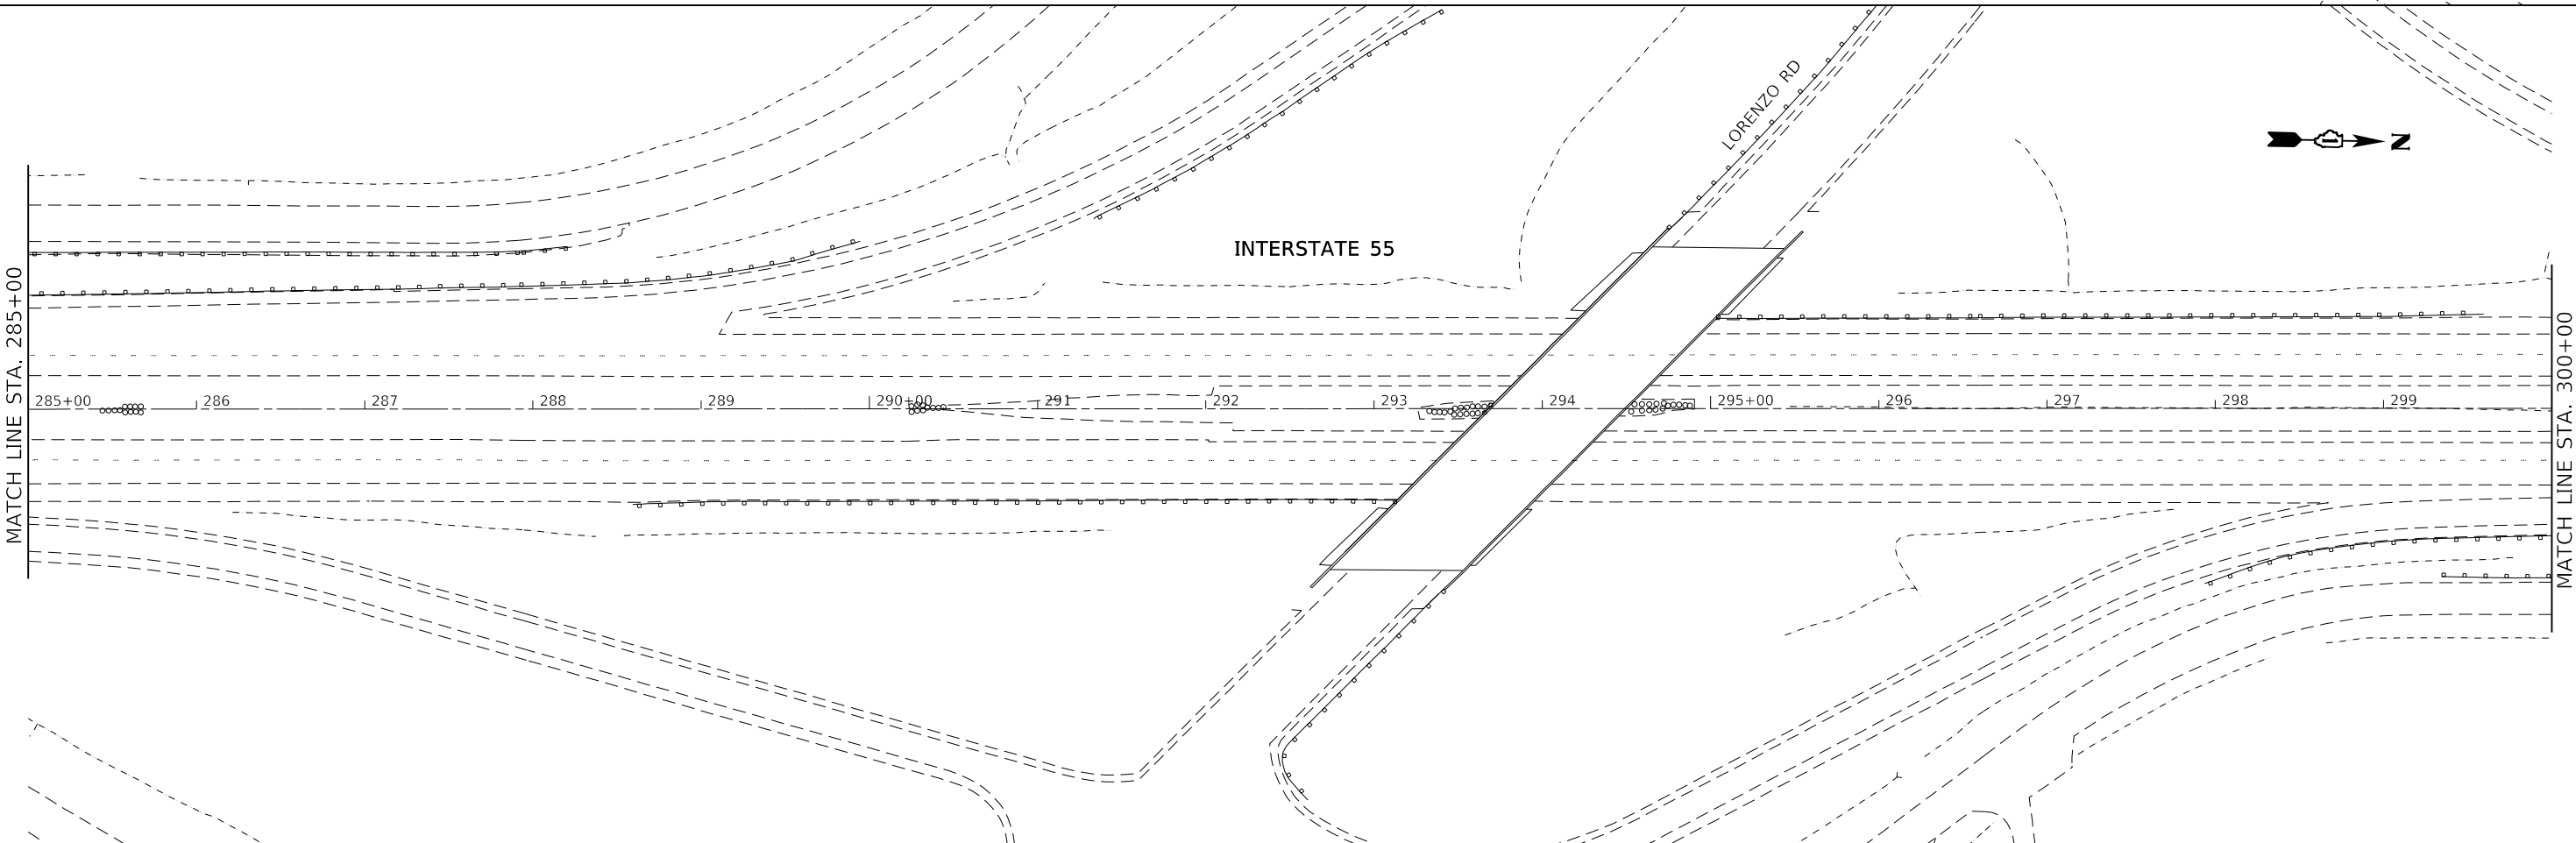 LORENZO RD
N
INTERSTATE 55
MATCH LINE STA. 285+00
285+00 286 287 288 289 290+00 291 292 293 294 295+00 296 297 298 299
MATCH LINE STA. 300+00